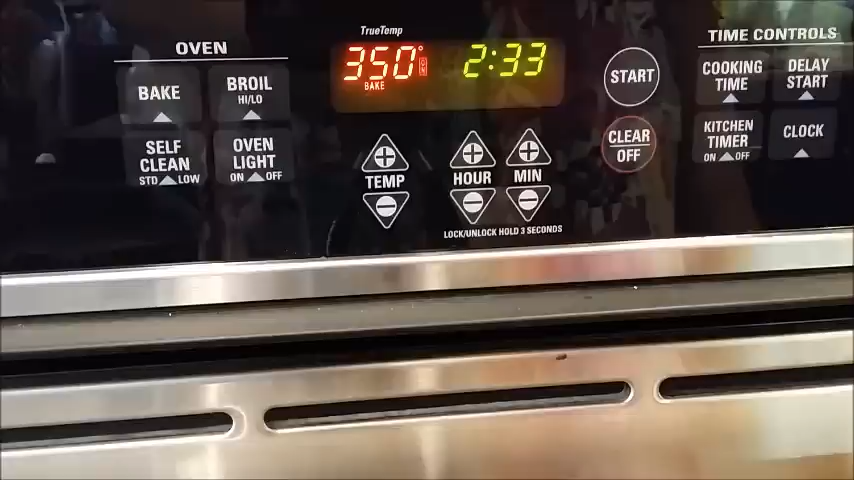 OVEN
BAKE
BROIL
HI/LO
SELF
CLEAN
STD LOW
OVEN
LIGHT
ON OFF
TrueTemp
350°
BAKE
2:33
TEMP
HOUR
MIN
LOCK/UNLOCK HOLD 3 SECONDS
START
CLEAR
OFF
TIME CONTROLS
COOKING
TIME
DELAY
START
KITCHEN
TIMER
ON OFF
CLOCK